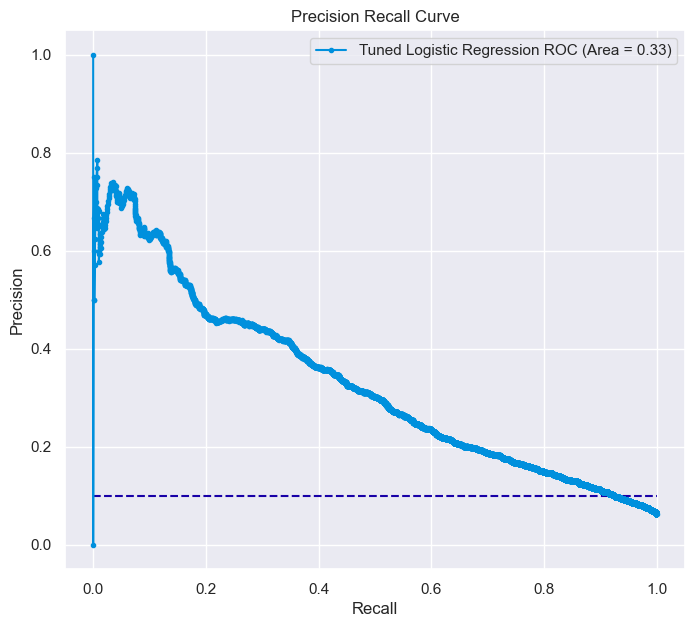 Precision Recall Curve
Tuned Logistic Regression ROC (Area = 0.33)
1.0
0.8
0.6
0.4
0.2
0.0
Precision
0.0 0.2 0.4 0.6 0.8 1.0
Recall